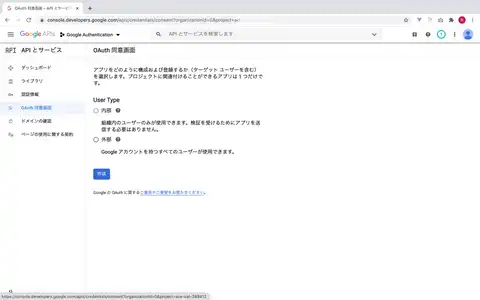 OAuth 同意画面 – API とサービス
console.developers.google.com/apis/credentials/consent?organizationId=0&project=
Google APIs
Google Authentication
API とサービスを検索します
API
API とサービス
OAuth 同意画面
ダッシュボード
ライブラリ
認証情報
OAuth 同意画面
ドメインの確認
ページの使用に関する契約
アプリをどのように構成および登録するか（ターゲット ユーザーを含む）
を選択します。プロジェクトに関連付けることができるアプリは 1 つだけで
す。
User Type
内部
組織内のユーザーのみが使用できます。検証を受けるためにアプリを送
信する必要はありません。
外部
Google アカウントを持つすべてのユーザーが使用できます。
作成
Google の OAuth に関するご意見やご要望をお聞かせください。
https://console.developers.google.com/apis/credentials/consent?organizationId=0&project=